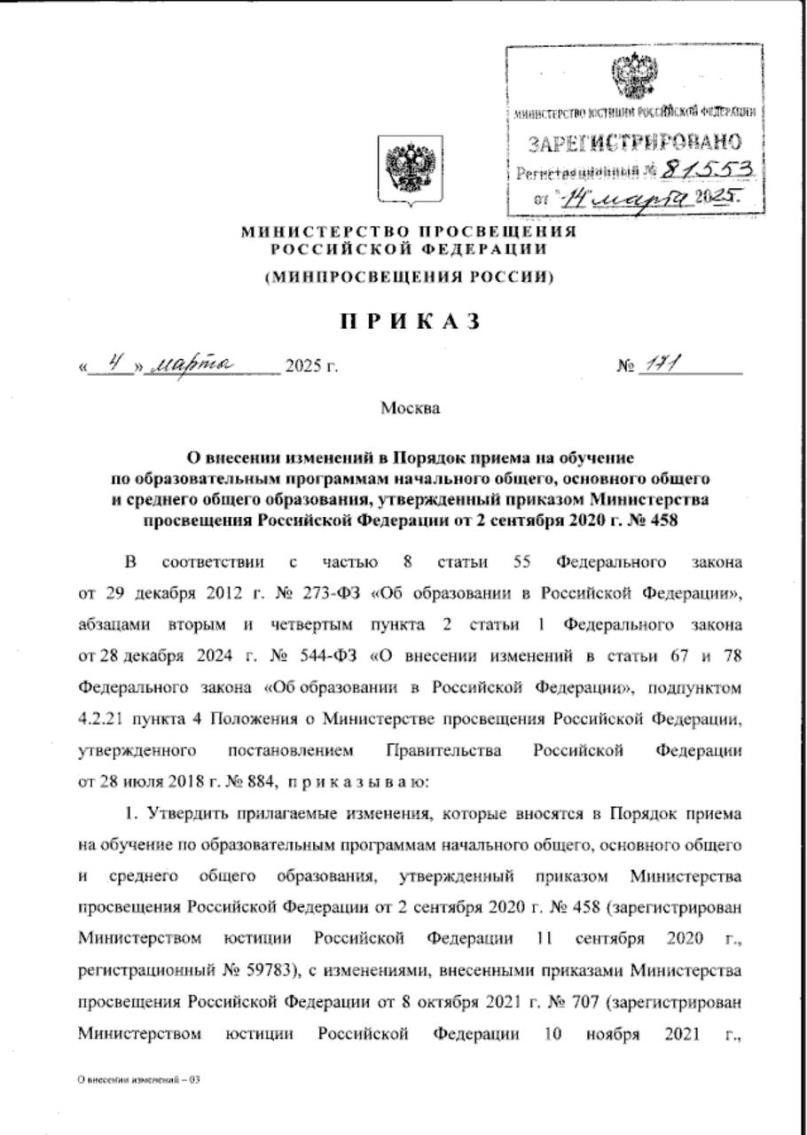 МИНИСТЕРСТВО ЮСТИЦИИ РОССИЙСКОЙ ФЕДЕРАЦИИ
ЗАРЕГИСТРИРОВАНО
Регистрационный № 81553
от "14" марта 2025.
МИНИСТЕРСТВО ПРОСВЕЩЕНИЯ
РОССИЙСКОЙ ФЕДЕРАЦИИ
(МИНПРОСВЕЩЕНИЯ РОССИИ)
ПРИКАЗ
« 4 » марта 2025 г.
№ 171
Москва
О внесении изменений в Порядок приема на обучение
по образовательным программам начального общего, основного общего
и среднего общего образования, утвержденный приказом Министерства
просвещения Российской Федерации от 2 сентября 2020 г. № 458
В соответствии с частью 8 статьи 55 Федерального закона
от 29 декабря 2012 г. № 273-ФЗ «Об образовании в Российской Федерации»,
абзацами вторым и четвертым пункта 2 статьи 1 Федерального закона
от 28 декабря 2024 г. № 544-ФЗ «О внесении изменений в статьи 67 и 78
Федерального закона «Об образовании в Российской Федерации», подпунктом
4.2.21 пункта 4 Положения о Министерстве просвещения Российской Федерации,
утвержденного постановлением Правительства Российской Федерации
от 28 июля 2018 г. № 884, п р и к а з ы в а ю:
1. Утвердить прилагаемые изменения, которые вносятся в Порядок приема
на обучение по образовательным программам начального общего, основного общего
и среднего общего образования, утвержденный приказом Министерства
просвещения Российской Федерации от 2 сентября 2020 г. № 458 (зарегистрирован
Министерством юстиции Российской Федерации 11 сентября 2020 г.,
регистрационный № 59783), с изменениями, внесенными приказами Министерства
просвещения Российской Федерации от 8 октября 2021 г. № 707 (зарегистрирован
Министерством юстиции Российской Федерации 10 ноября 2021 г.,
О внесении изменений – 03